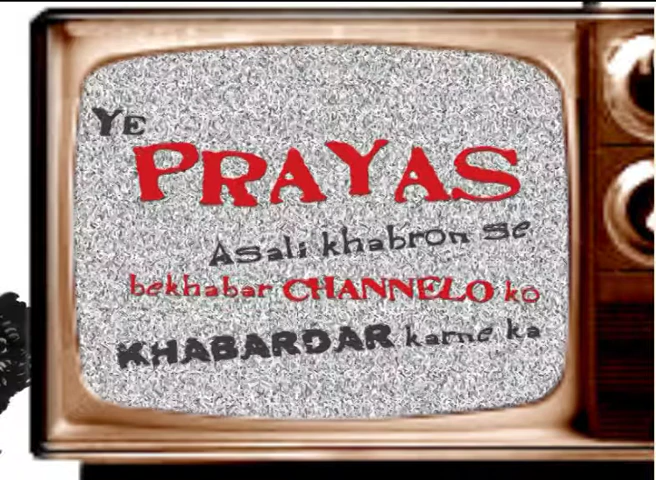 YE
PRAYAS
Asali khabron se
bekhabar CHANNELO ko
KHABARDAR karne ka